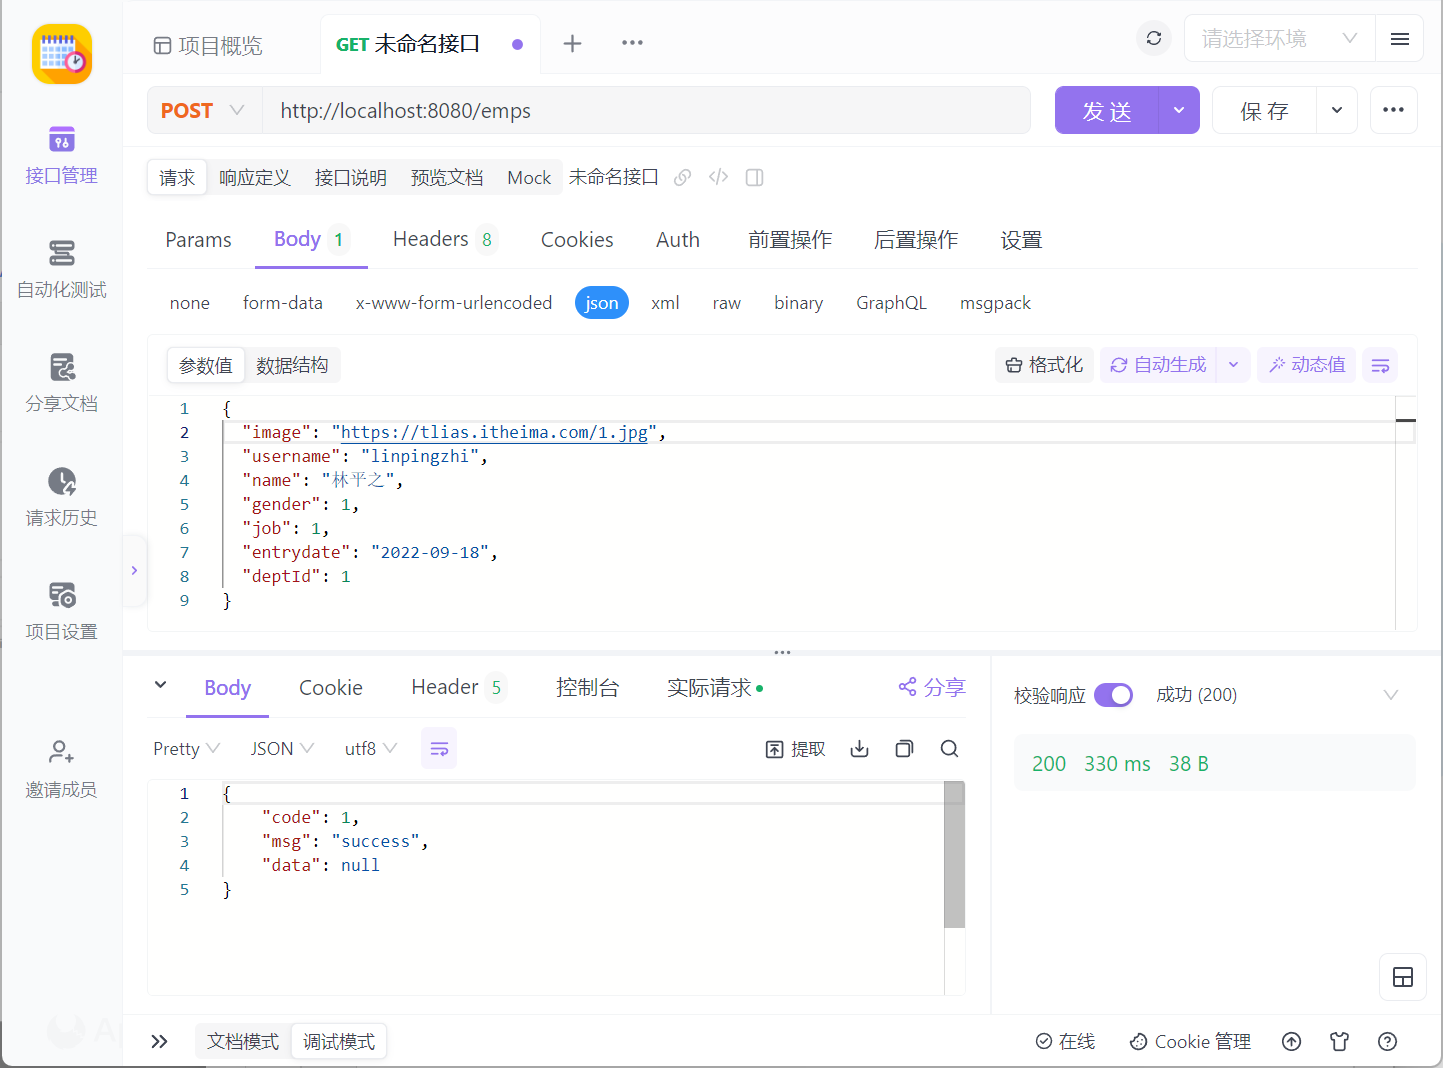 项目概览
GET 未命名接口
请选择环境
POST
http://localhost:8080/emps
发 送
保 存
接口管理
自动化测试
分享文档
请求历史
项目设置
邀请成员
请求 响应定义 接口说明 预览文档 Mock 未命名接口
Params Body 1 Headers 8 Cookies Auth 前置操作 后置操作 设置
none form-data x-www-form-urlencoded json xml raw binary GraphQL msgpack
参数值 数据结构 格式化 自动生成 动态值
1 {
2 "image": "https://tlias.itheima.com/1.jpg",
3 "username": "linpingzhi",
4 "name": "林平之",
5 "gender": 1,
6 "job": 1,
7 "entrydate": "2022-09-18",
8 "deptId": 1
9 }
Body Cookie Header 5 控制台 实际请求 分享
Pretty JSON utf8 提取
1 {
2 "code": 1,
3 "msg": "success",
4 "data": null
5 }
校验响应 成功 (200)
200 330 ms 38 B
文档模式 调试模式
在线 Cookie 管理